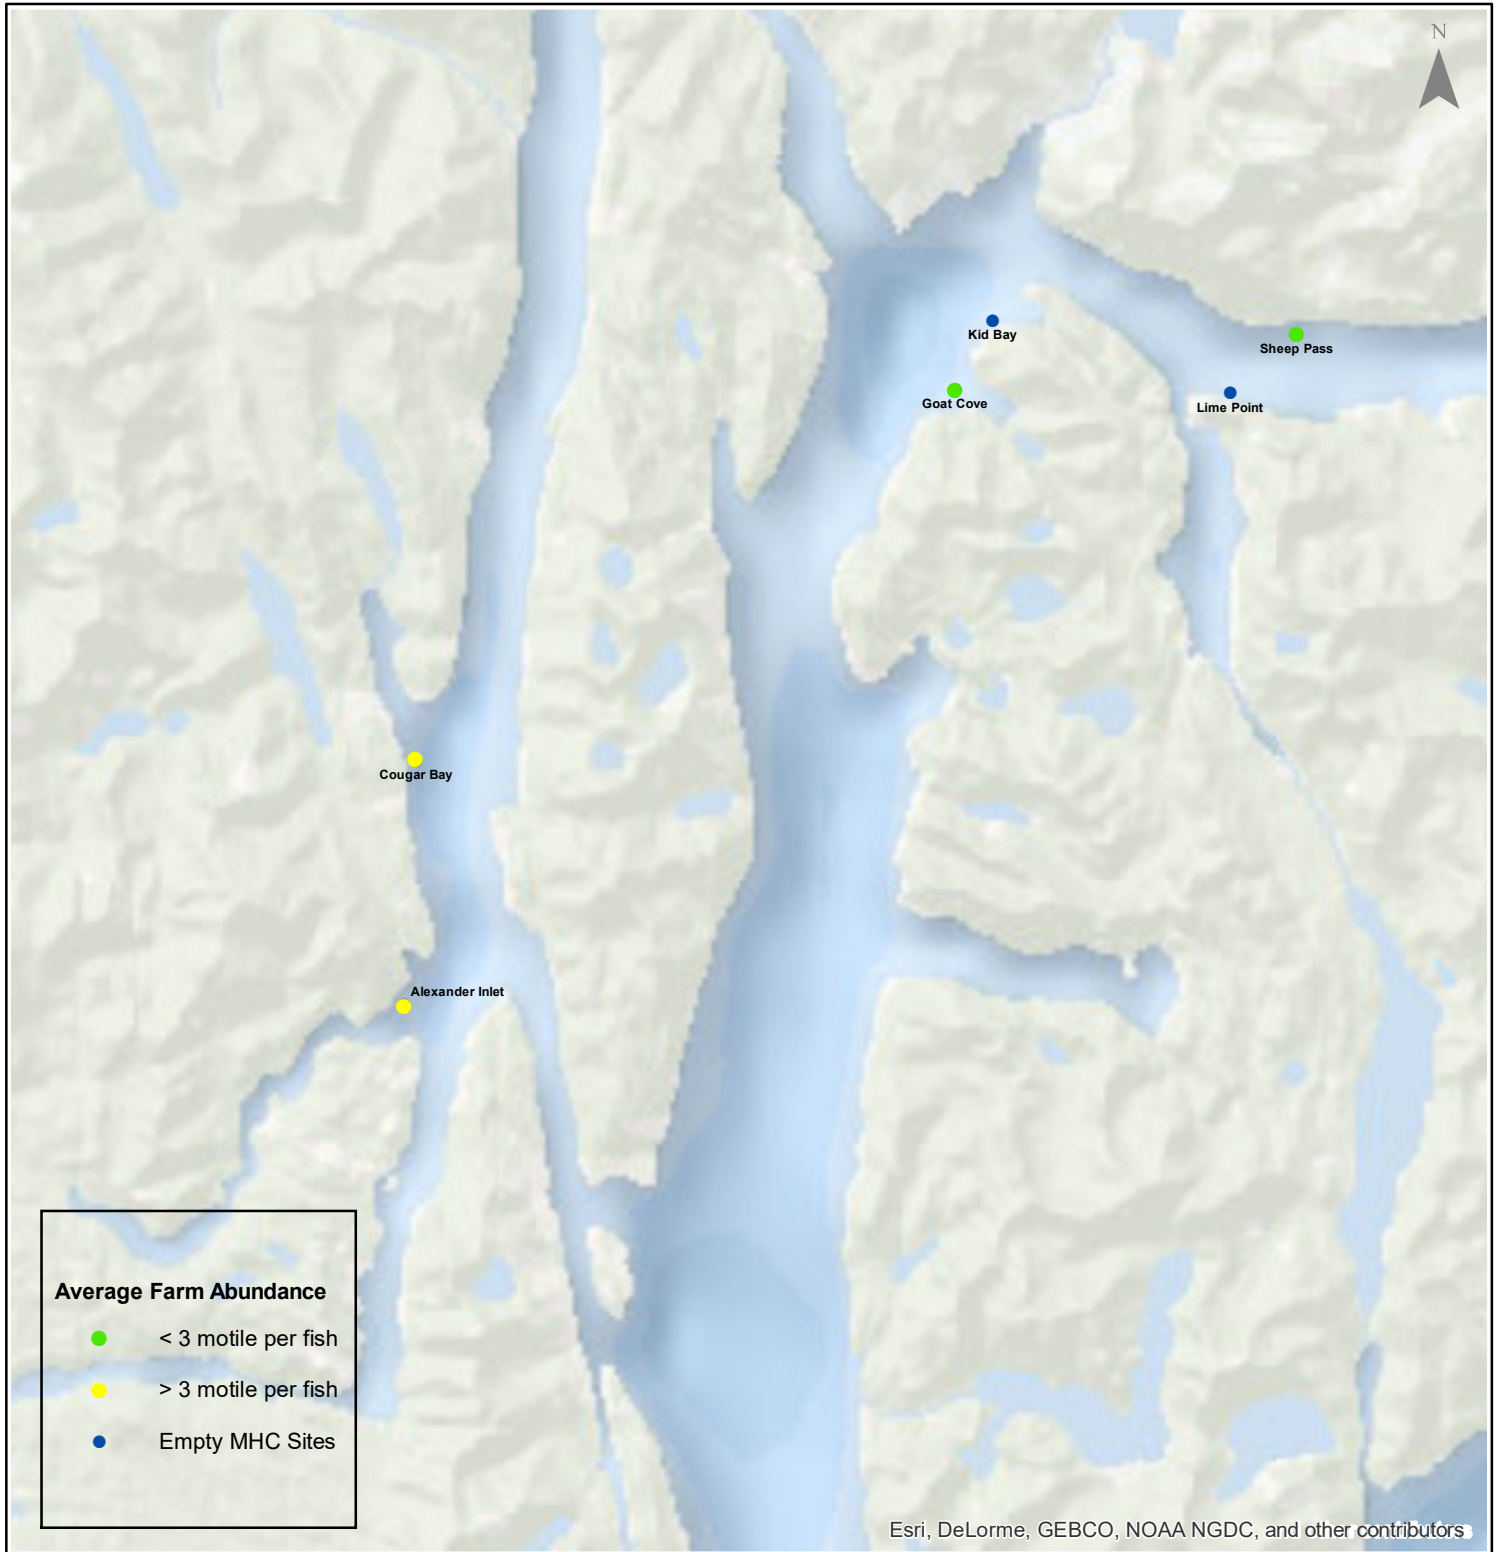 N
Kid Bay
Sheep Pass
Goat Cove
Lime Point
Cougar Bay
Alexander Inlet
Average Farm Abundance
< 3 motile per fish
> 3 motile per fish
Empty MHC Sites
Esri, DeLorme, GEBCO, NOAA NGDC, and other contributors